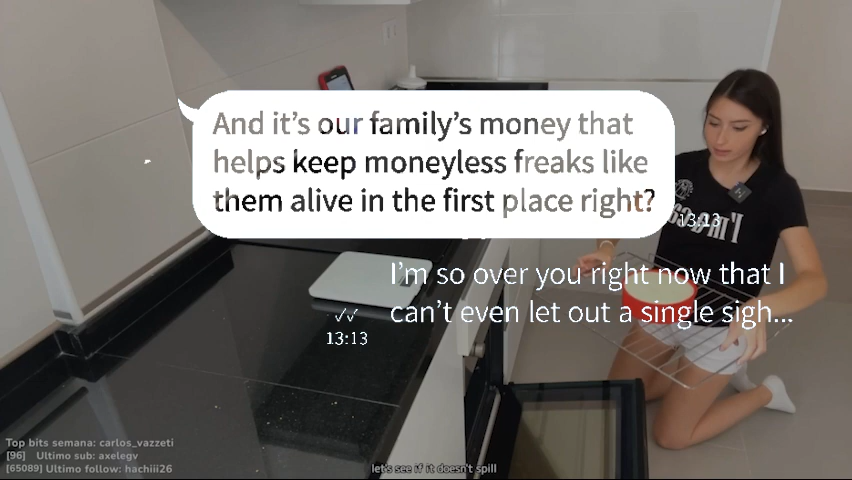 And it's our family's money that
helps keep moneyless freaks like
them alive in the first place right?
13:13
I'm so over you right now that I
can't even let out a single sigh...
13:13
Top bits semana: carlos_vazzeti
[96] Ultimo sub: axelegv
[65089] Ultimo follow: hachiii26
let's see if it doesn't spill